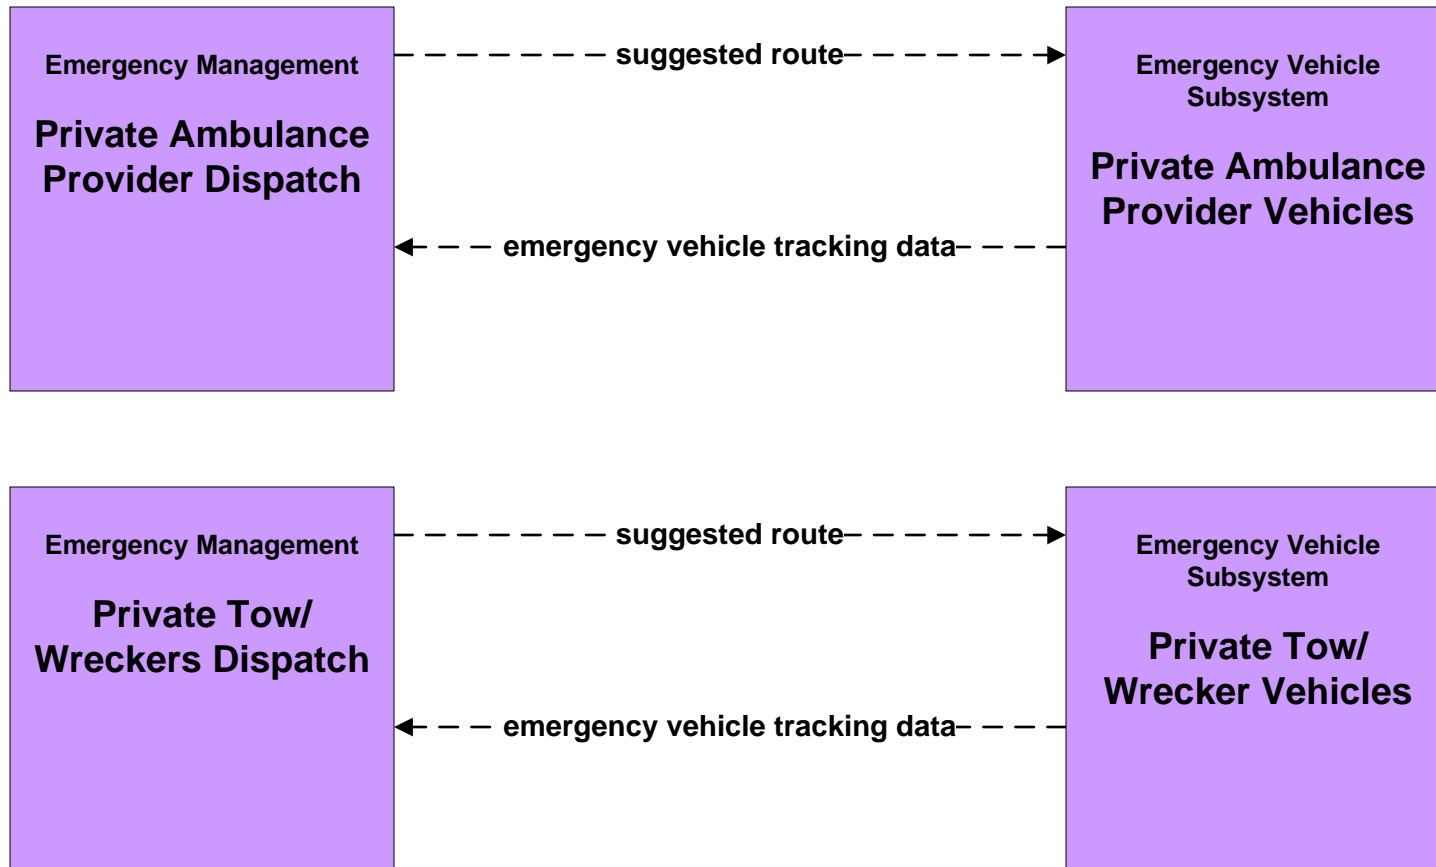 Emergency Management
Private Ambulance
Provider Dispatch
suggested route
emergency vehicle tracking data
Emergency Vehicle
Subsystem
Private Ambulance
Provider Vehicles
Emergency Management
Private Tow/
Wreckers Dispatch
suggested route
emergency vehicle tracking data
Emergency Vehicle
Subsystem
Private Tow/
Wrecker Vehicles